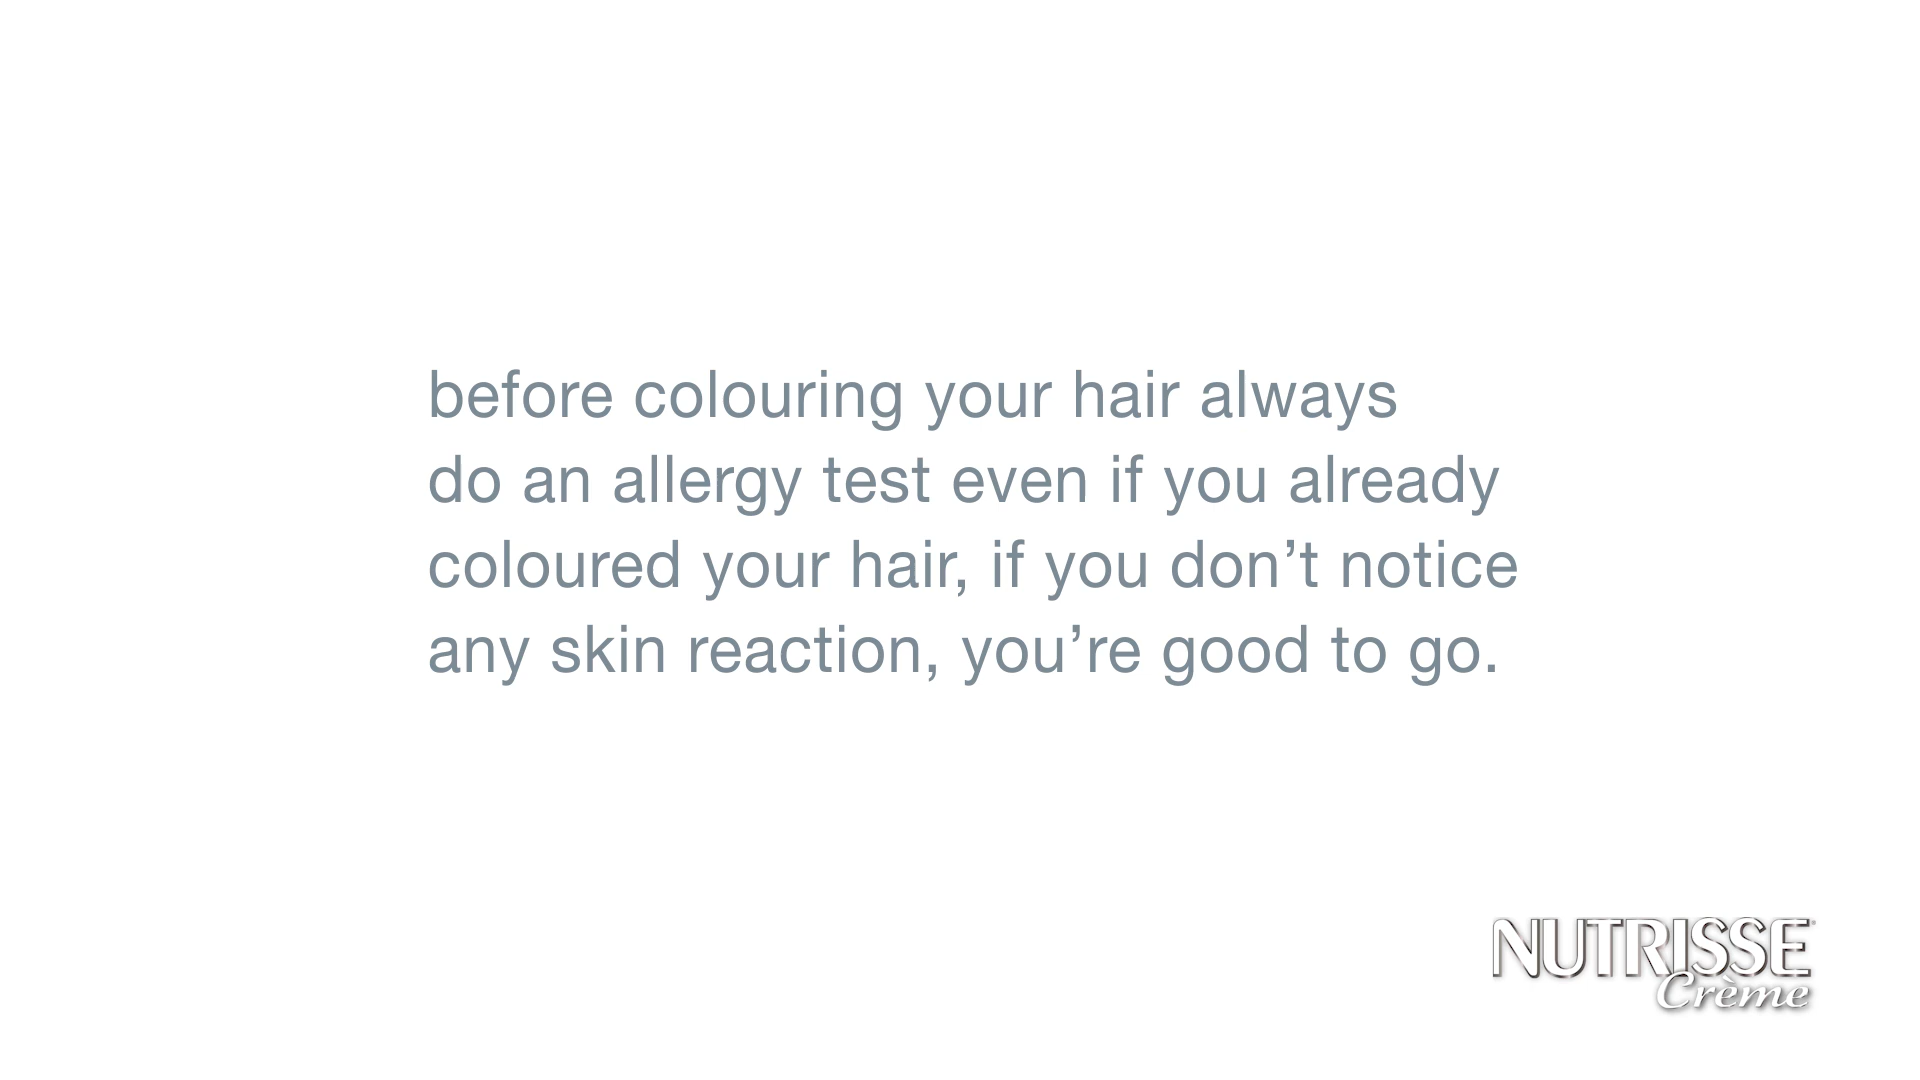 before colouring your hair always
do an allergy test even if you already
coloured your hair, if you don’t notice
any skin reaction, you’re good to go.
NUTRISSE
Crème